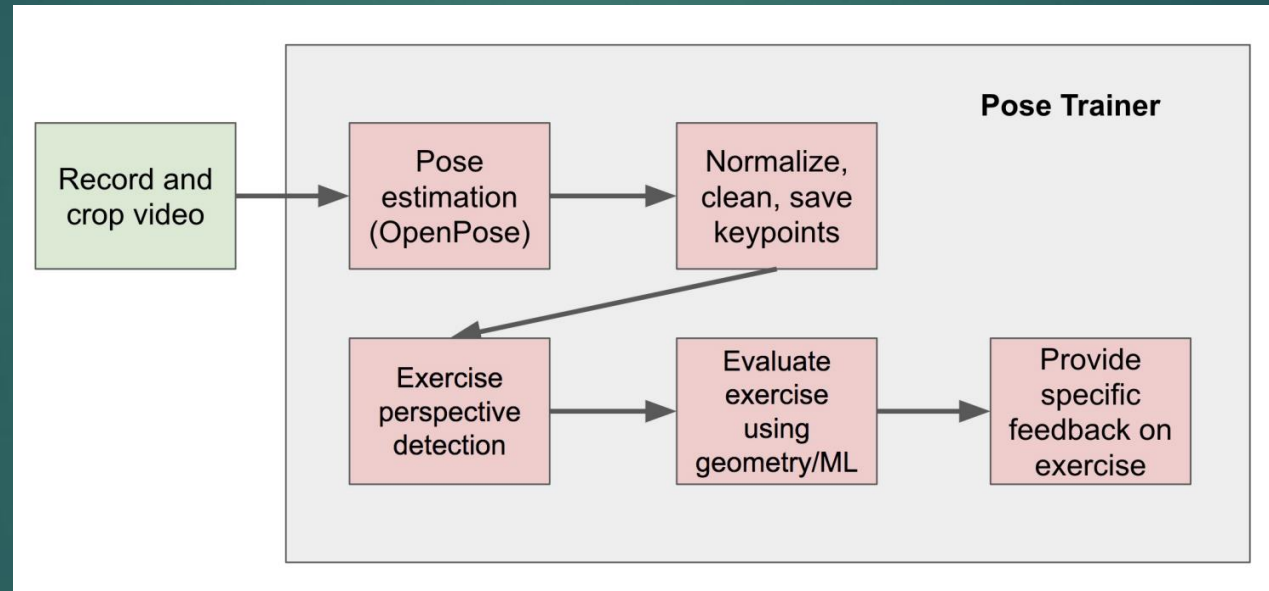 Pose Trainer
Record and
crop video
Pose
estimation
(OpenPose)
Normalize,
clean, save
keypoints
Exercise
perspective
detection
Evaluate
exercise
using
geometry/ML
Provide
specific
feedback on
exercise